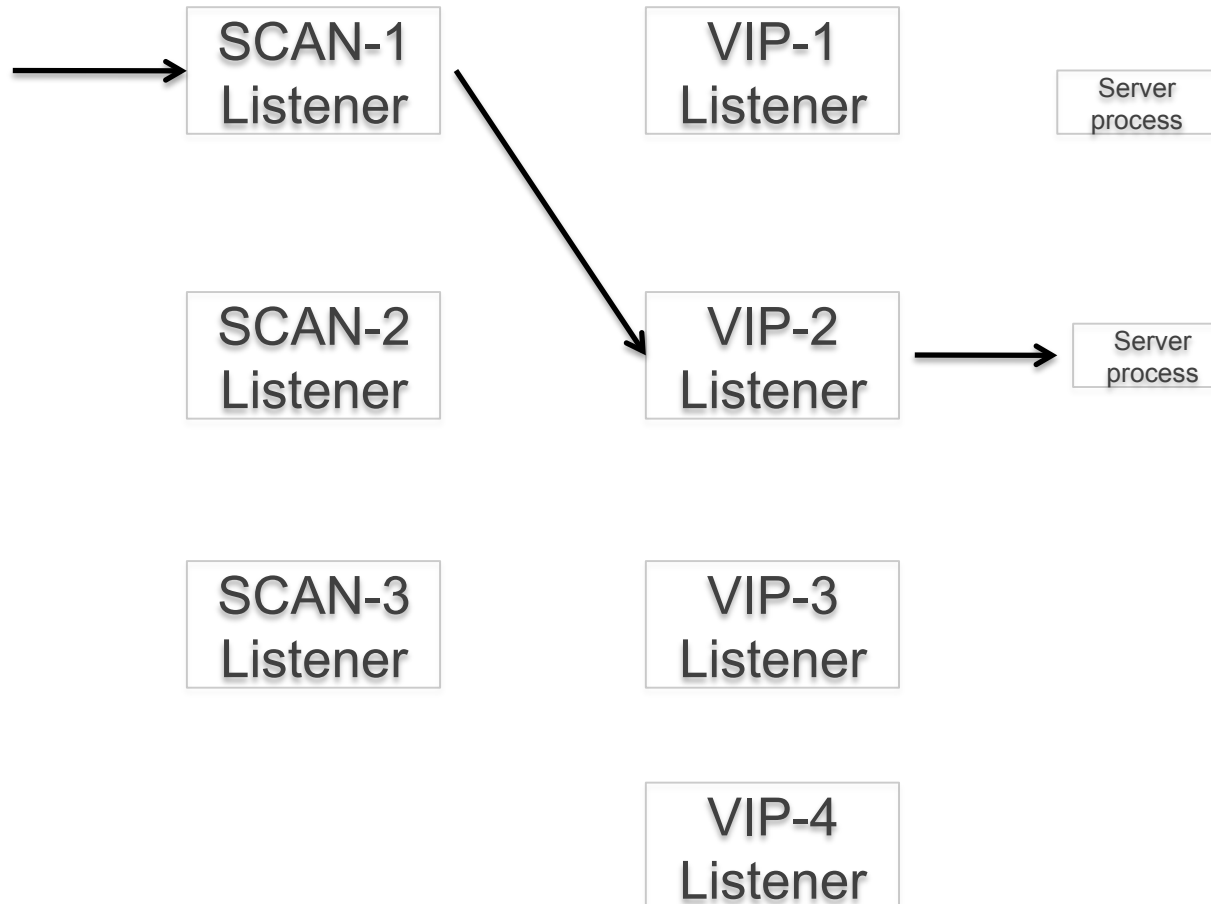 SCAN-1
Listener
VIP-1
Listener
Server
process
SCAN-2
Listener
VIP-2
Listener
Server
process
SCAN-3
Listener
VIP-3
Listener
VIP-4
Listener